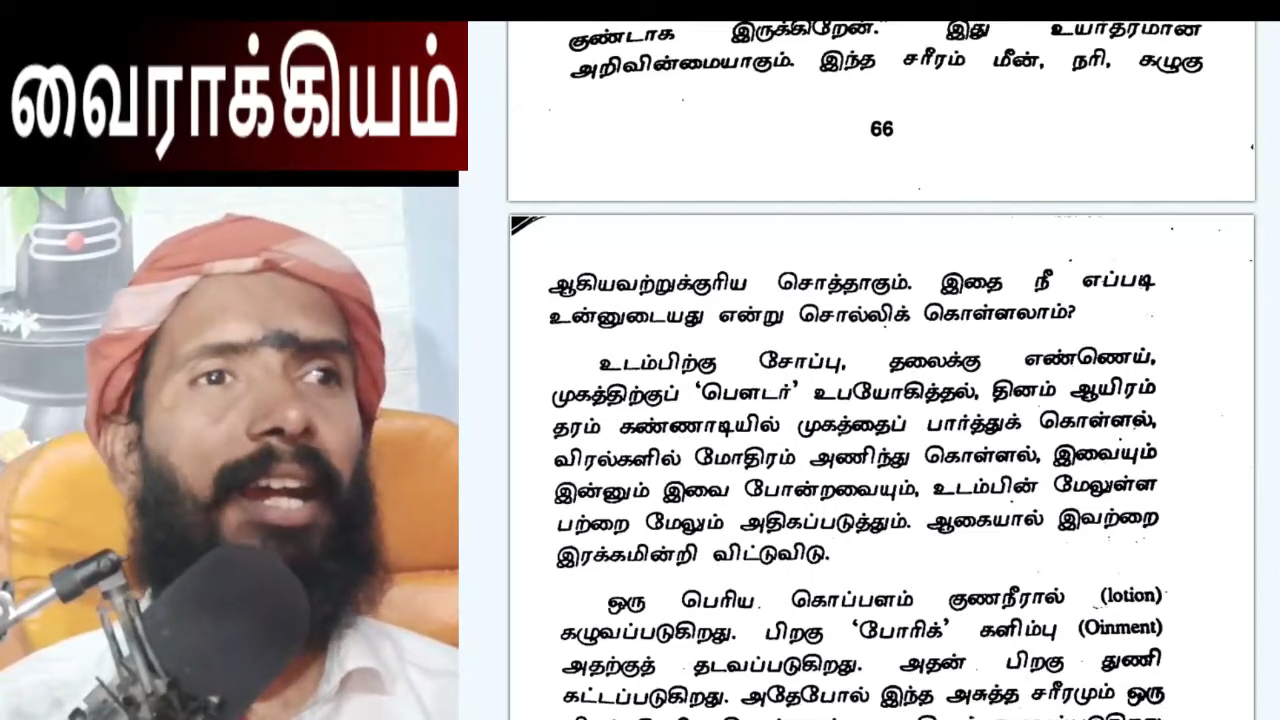 வைராக்கியம்
குண்டாக இருக்கிறேன்." இது உயர்தரமான
அறிவின்மையாகும். இந்த சரீரம் மீன், நரி, கழுகு
66
ஆகியவற்றுக்குரிய சொத்தாகும். இதை நீ எப்படி
உன்னுடையது என்று சொல்லிக் கொள்ளலாம்?
உடம்பிற்கு சோப்பு, தலைக்கு எண்ணெய்,
முகத்திற்குப் 'பௌடர்' உபயோகித்தல், தினம் ஆயிரம்
தரம் கண்ணாடியில் முகத்தைப் பார்த்துக் கொள்ளல்,
விரல்களில் மோதிரம் அணிந்து கொள்ளல், இவையும்
இன்னும் இவை போன்றவையும், உடம்பின் மேலுள்ள
பற்றை மேலும் அதிகப்படுத்தும். ஆகையால் இவற்றை
இரக்கமின்றி விட்டுவிடு.
ஒரு பெரிய கொப்பளம் குணநீரால் (lotion)
கழுவப்படுகிறது. பிறகு 'போரிக்' களிம்பு (Oinment)
அதற்குத் தடவப்படுகிறது. அதன் பிறகு துணி
கட்டப்படுகிறது. அதேபோல் இந்த அசுத்த சரீரமும் ஒரு